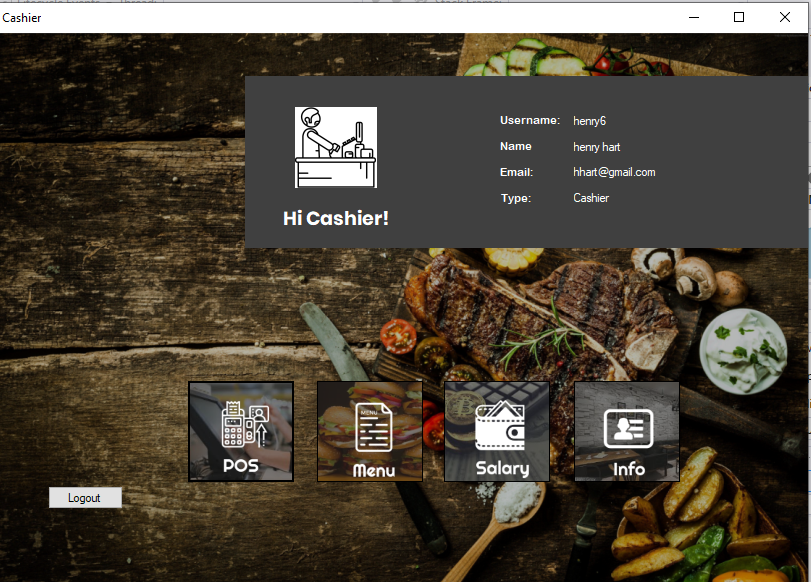 Cashier
Username: henry6
Name henry hart
Email: hhart@gmail.com
Type: Cashier
Hi Cashier!
POS
MENU
Menu
Salary
Info
Logout